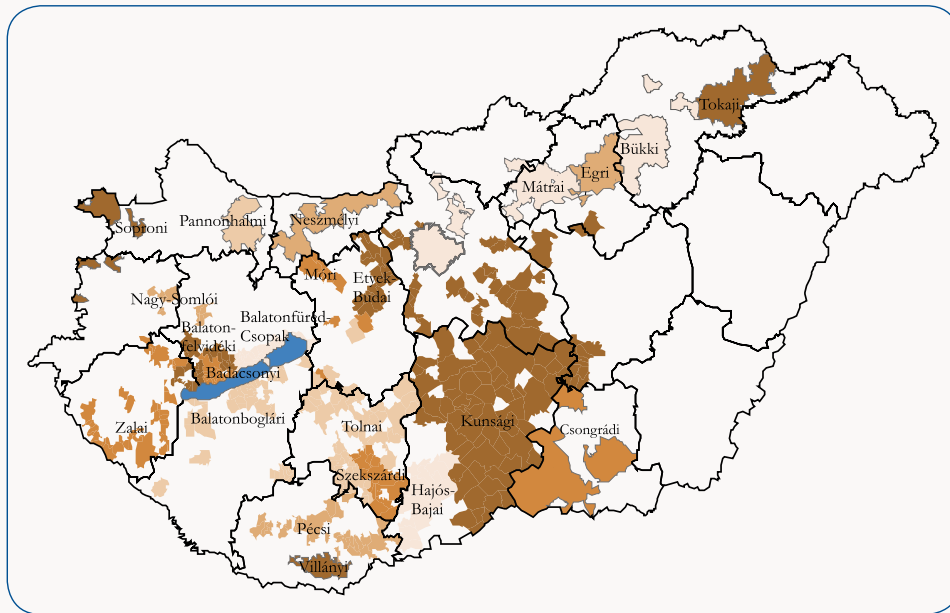 Tokaji
Bükki
Egri
Mátrai
Soproni
Pannonhalmi
Neszmélyi
Móri
Etyek-
Budai
Nagy-Somlói
Balatonfüred-
Csopak
Balaton-
felvidéki
Badacsonyi
Balatonboglári
Zalai
Tolnai
Kunsági
Csongrádi
Szekszárdi
Hajós-
Bajai
Pécsi
Villányi